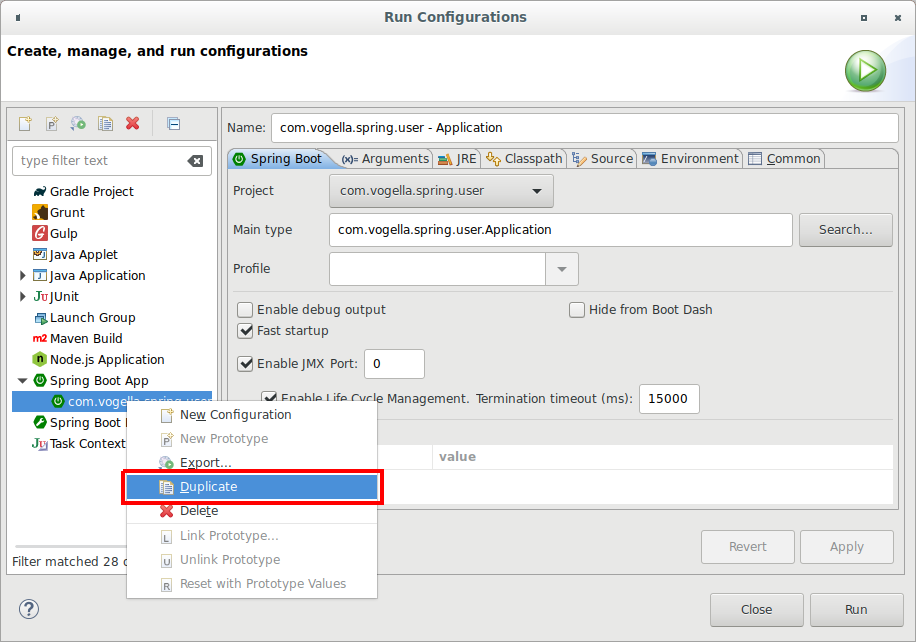 Run Configurations
Create, manage, and run configurations
Name: com.vogella.spring.user - Application
type filter text
Spring Boot (x)= Arguments JRE Classpath Source Environment Common
Gradle Project
Grunt
Gulp
Java Applet
Java Application
JUnit
Launch Group
m2 Maven Build
Node.js Application
Spring Boot App
com.vogella.spring.user
Spring Boot
Task Context
Filter matched 28
Project com.vogella.spring.user
Main type com.vogella.spring.user.Application Search...
Profile
Enable debug output Hide from Boot Dash
Fast startup
Enable JMX Port: 0
Enable Life Cycle Management. Termination timeout (ms): 15000
value
New Configuration
New Prototype
Export...
Duplicate
Delete
Link Prototype...
Unlink Prototype
Reset with Prototype Values
Revert Apply
Close Run